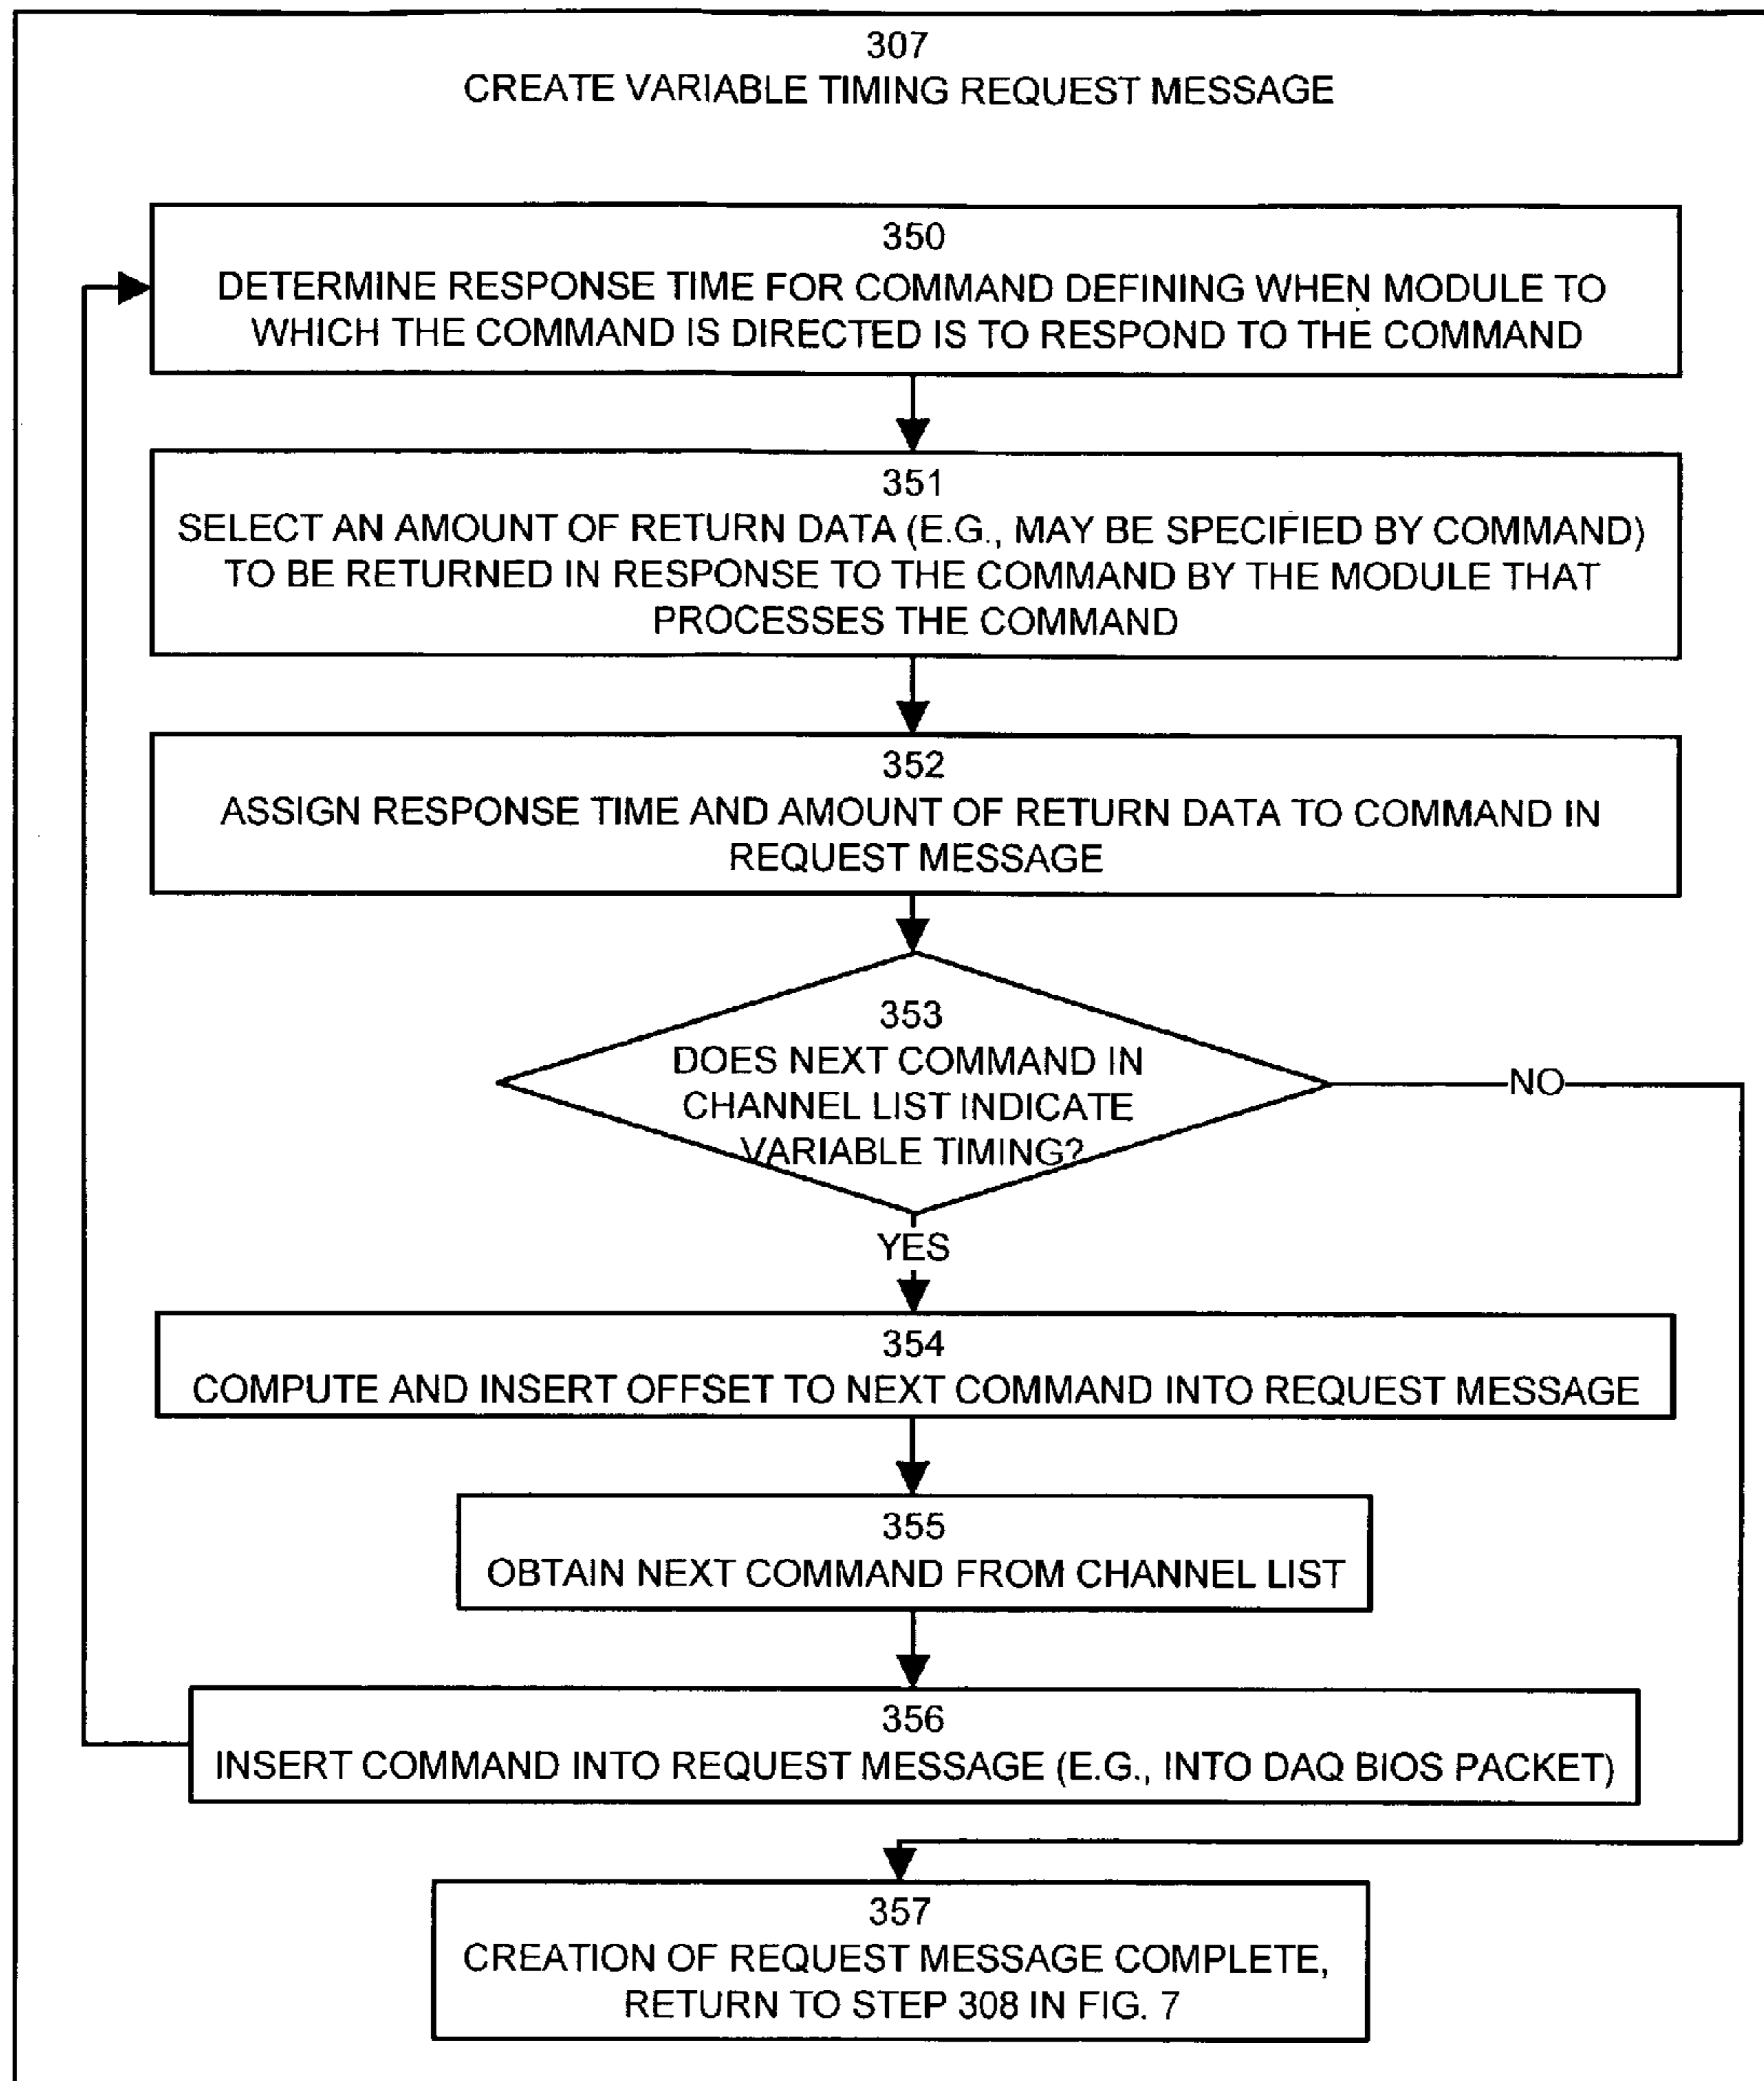 307
CREATE VARIABLE TIMING REQUEST MESSAGE
350
DETERMINE RESPONSE TIME FOR COMMAND DEFINING WHEN MODULE TO
WHICH THE COMMAND IS DIRECTED IS TO RESPOND TO THE COMMAND
351
SELECT AN AMOUNT OF RETURN DATA (E.G., MAY BE SPECIFIED BY COMMAND)
TO BE RETURNED IN RESPONSE TO THE COMMAND BY THE MODULE THAT
PROCESSES THE COMMAND
352
ASSIGN RESPONSE TIME AND AMOUNT OF RETURN DATA TO COMMAND IN
REQUEST MESSAGE
353
DOES NEXT COMMAND IN
CHANNEL LIST INDICATE
VARIABLE TIMING?
NO
YES
354
COMPUTE AND INSERT OFFSET TO NEXT COMMAND INTO REQUEST MESSAGE
355
OBTAIN NEXT COMMAND FROM CHANNEL LIST
356
INSERT COMMAND INTO REQUEST MESSAGE (E.G., INTO DAQ BIOS PACKET)
357
CREATION OF REQUEST MESSAGE COMPLETE,
RETURN TO STEP 308 IN FIG. 7